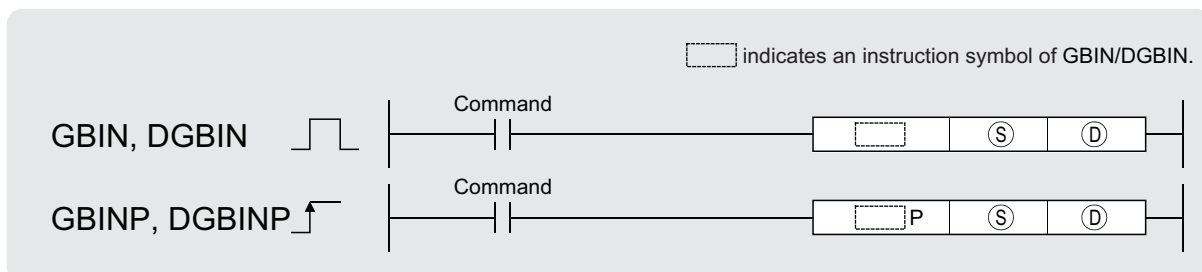 indicates an instruction symbol of GBIN/DGBIN.
Command
GBIN, DGBIN Ⓢ Ⓓ
Command
GBINP, DGBINP P Ⓢ Ⓓ